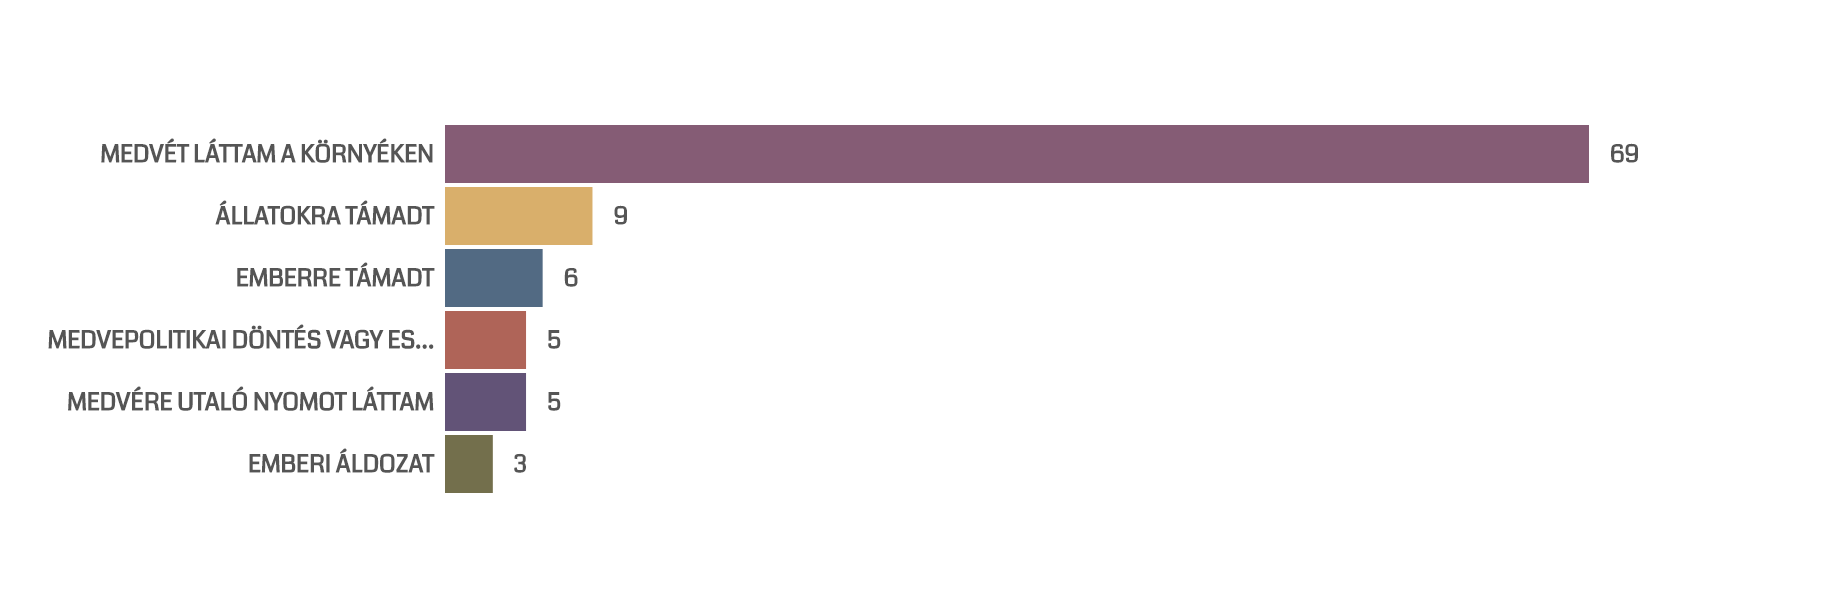 MEDVÉT LÁTTAM A KÖRNYÉKEN 69
ÁLLATOKRA TÁMADT 9
EMBERRE TÁMADT 6
MEDVEPOLITIKAI DÖNTÉS VAGY ES... 5
MEDVÉRE UTALÓ NYOMOT LÁTTAM 5
EMBERI ÁLDOZAT 3